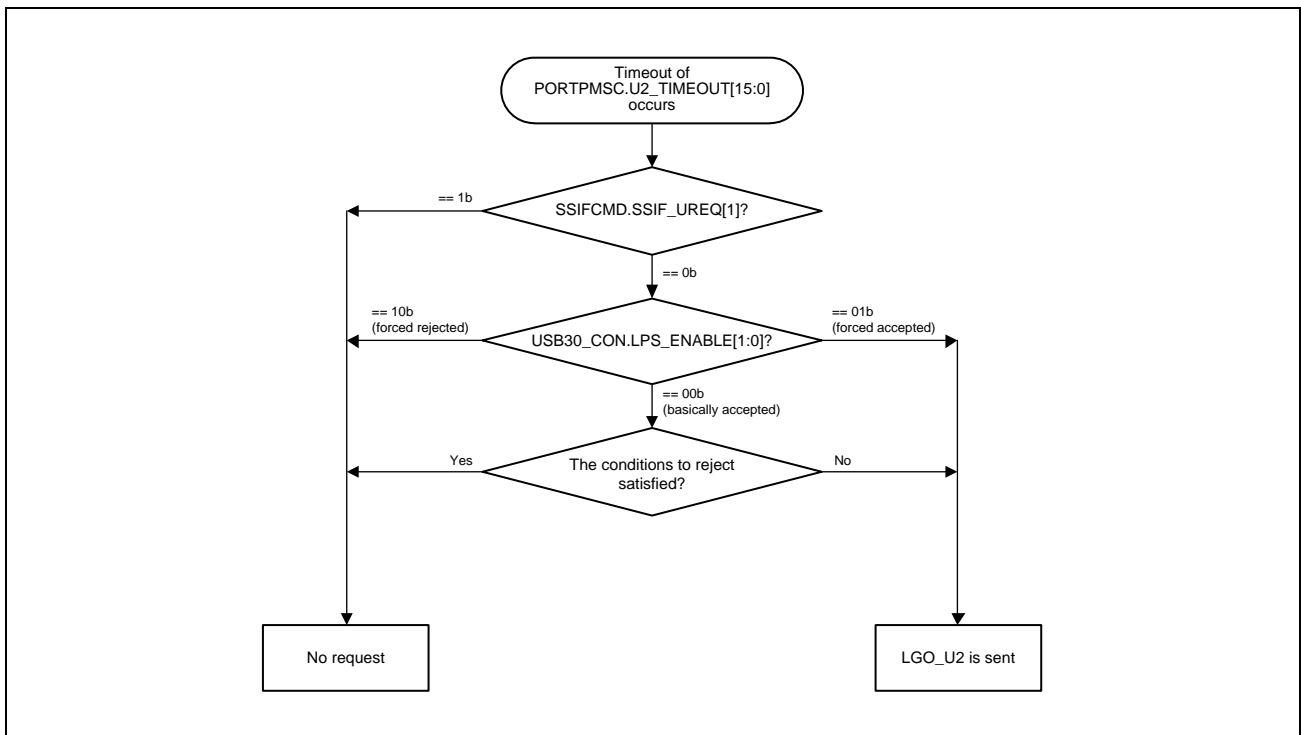 Timeout of
PORTPMSC.U2_TIMEOUT[15:0]
occurs
== 1b
SSIFCMD.SSIF_UREQ[1]?
== 0b
== 10b
(forced rejected)
USB30_CON.LPS_ENABLE[1:0]?
== 01b
(forced accepted)
== 00b
(basically accepted)
Yes
The conditions to reject
satisfied?
No
No request
LGO_U2 is sent